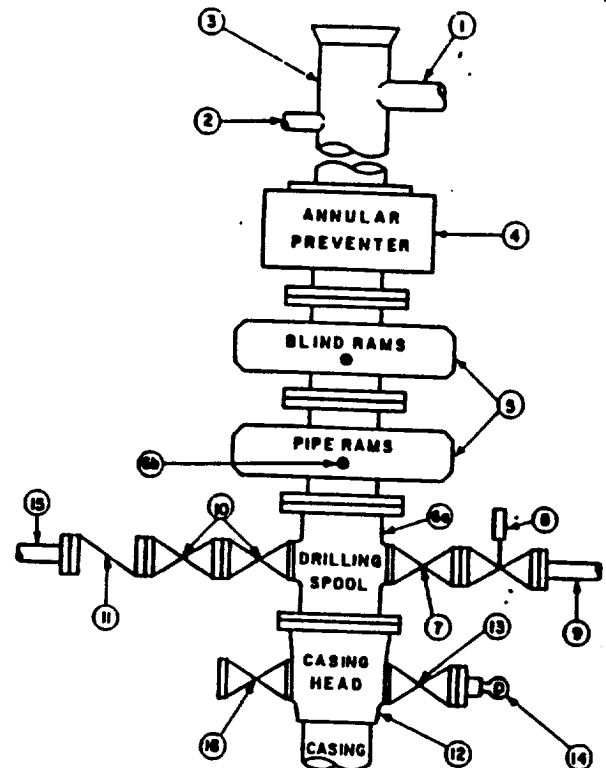 3
1
2
ANNULAR
PREVENTER
4
BLIND RAMS
5
PIPE RAMS
6b
15
10
6a
8
DRILLING
SPOOL
11
7
9
13
CASING
HEAD
16
12
14
CASING